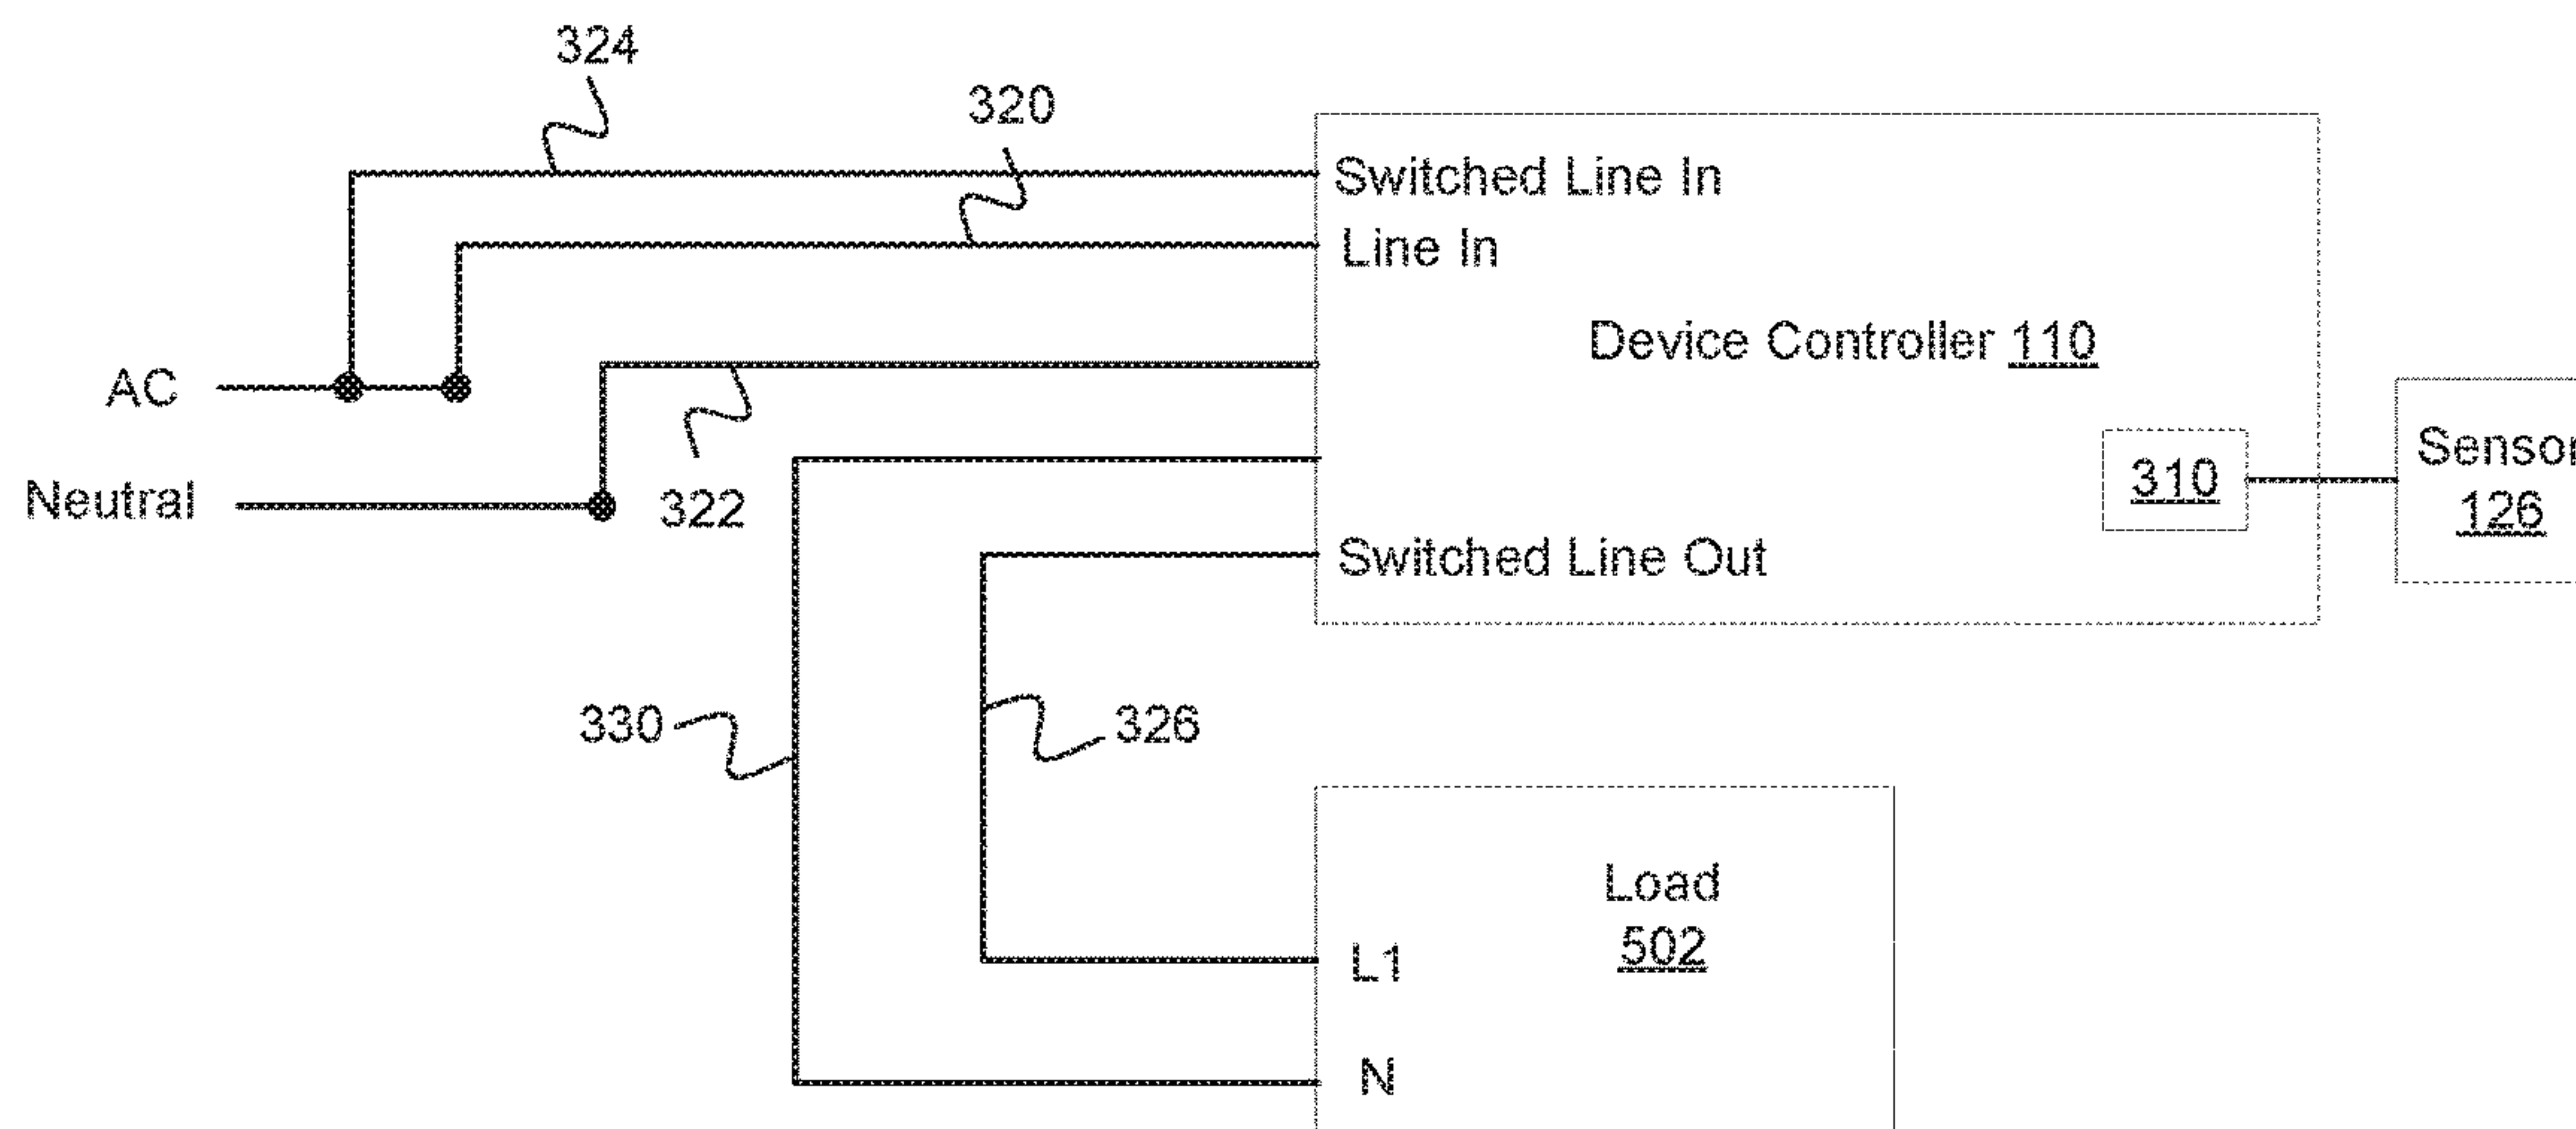 324
320
Switched Line In
Line In
Device Controller 110
AC
Neutral
322
310
Sensor
126
Switched Line Out
330
326
Load
502
L1
N